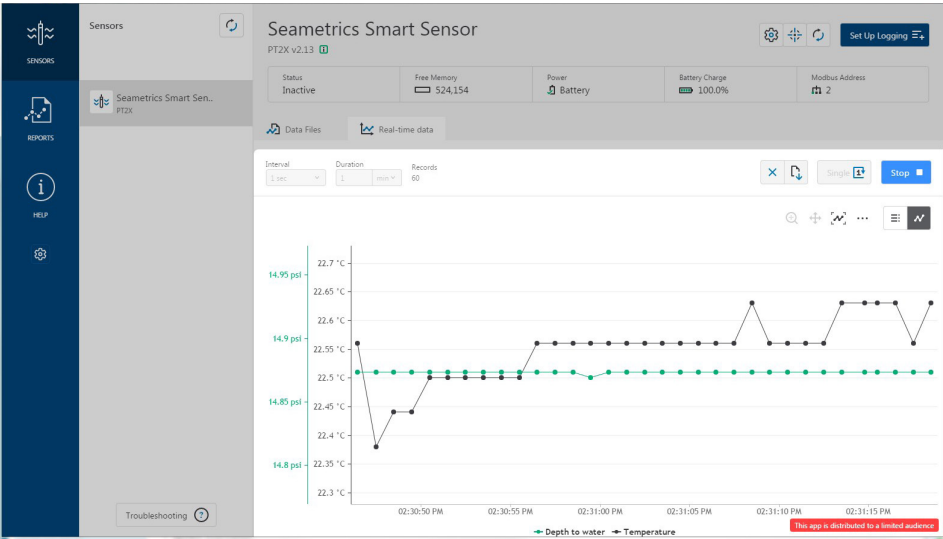 Sensors
SENSORS
Seametrics Smart Sen..
PT2X
REPORTS
HELP
Troubleshooting ?
Seametrics Smart Sensor
PT2X v2.13
Set Up Logging
Status
Inactive
Free Memory
524,154
Power
Battery
Battery Charge
100.0%
Modbus Address
2
Data Files
Real-time data
Interval
1 sec
Duration
1 min
Records
60
Single
Stop
14.95 psi
14.9 psi
14.85 psi
14.8 psi
22.7 °C
22.65 °C
22.6 °C
22.55 °C
22.5 °C
22.45 °C
22.4 °C
22.35 °C
22.3 °C
02:30:50 PM 02:30:55 PM 02:31:00 PM 02:31:05 PM 02:31:10 PM 02:31:15 PM
Depth to water Temperature
This app is distributed to a limited audience